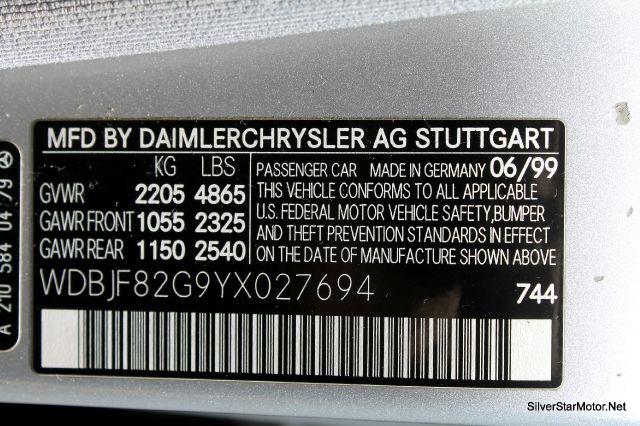 MFD BY DAIMLERCHRYSLER AG STUTTGART
KG LBS
GVWR 2205 4865
GAWR FRONT 1055 2325
GAWR REAR 1150 2540
PASSENGER CAR MADE IN GERMANY 06/99
THIS VEHICLE CONFORMS TO ALL APPLICABLE
U.S. FEDERAL MOTOR VEHICLE SAFETY,BUMPER
AND THEFT PREVENTION STANDARDS IN EFFECT
ON THE DATE OF MANUFACTURE SHOWN ABOVE
WDBJF82G9YX027694
744
A 210 584 04 79
SilverStarMotor.Net